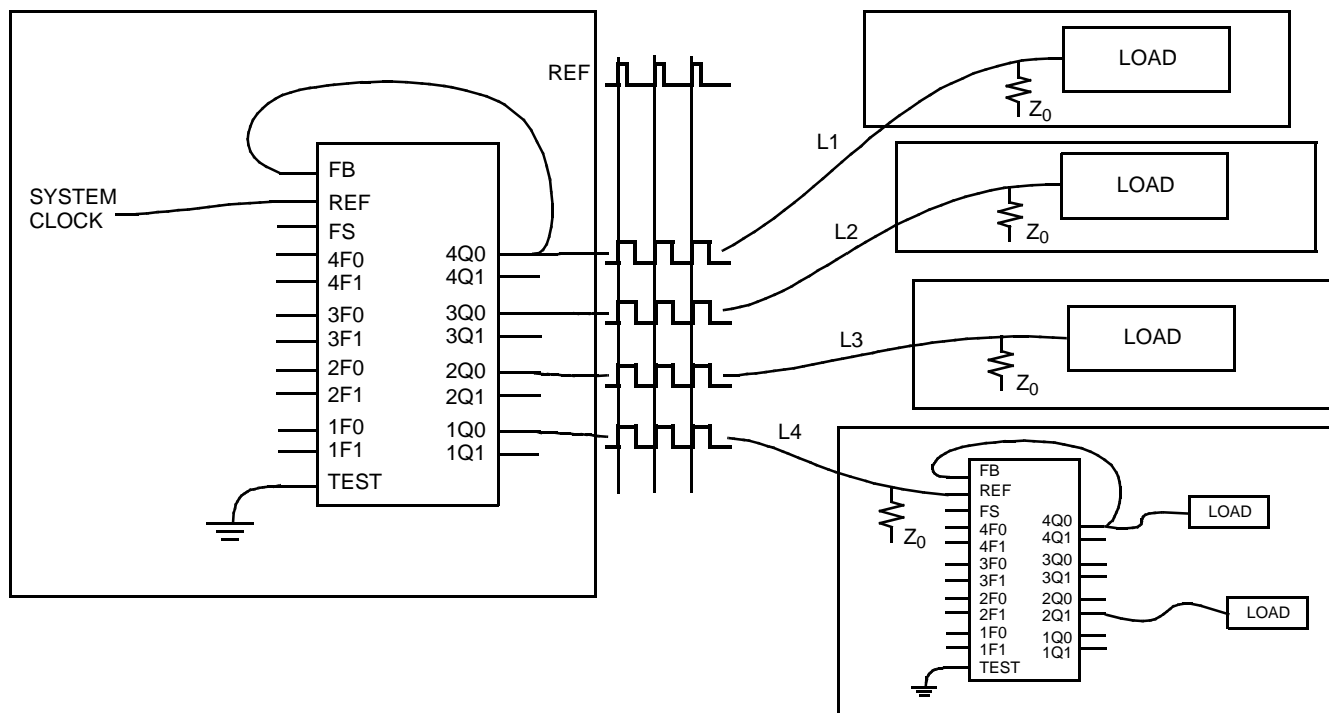 REF
SYSTEM
CLOCK
FB
REF
FS
4F0
4F1
3F0
3F1
2F0
2F1
1F0
1F1
TEST
4Q0
4Q1
3Q0
3Q1
2Q0
2Q1
1Q0
1Q1
L1
LOAD
Z0
L2
LOAD
Z0
L3
LOAD
Z0
L4
Z0
FB
REF
FS
4F0
4F1
3F0
3F1
2F0
2F1
1F0
1F1
TEST
4Q0
4Q1
3Q0
3Q1
2Q0
2Q1
1Q0
1Q1
LOAD
LOAD